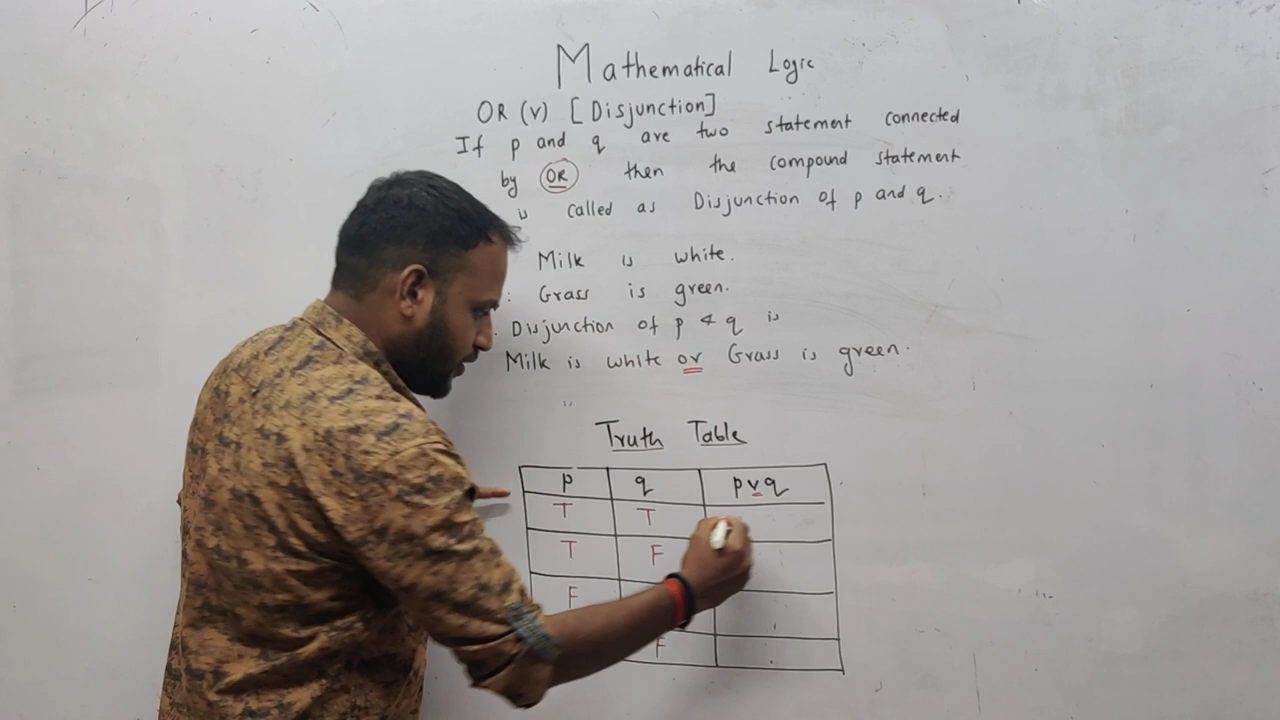 Mathematical Logic
OR (v) [Disjunction]
If p and q are two statement connected
by OR then the compound statement
is called as Disjunction of p and q.
Milk is white.
: Grass is green.
Disjunction of p & q is
Milk is white or Grass is green.
Truth Table
p q p v q
T T
T F
F
F